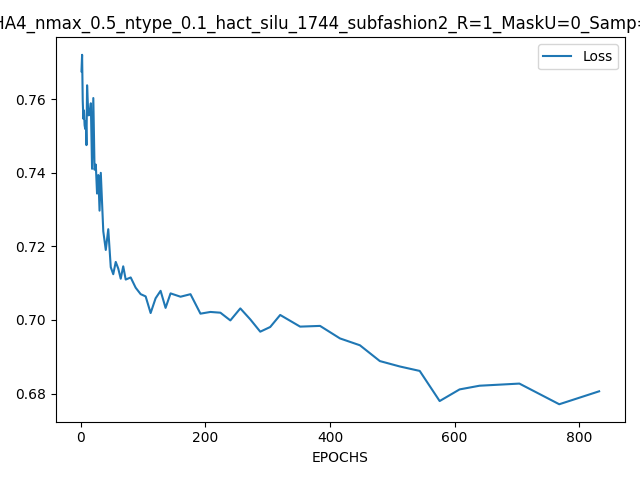 HA4_nmax_0.5_ntype_0.1_hact_silu_1744_subfashion2_R=1_MaskU=0_Samp=
Loss
0.76
0.74
0.72
0.70
0.68
0 200 400 600 800
EPOCHS